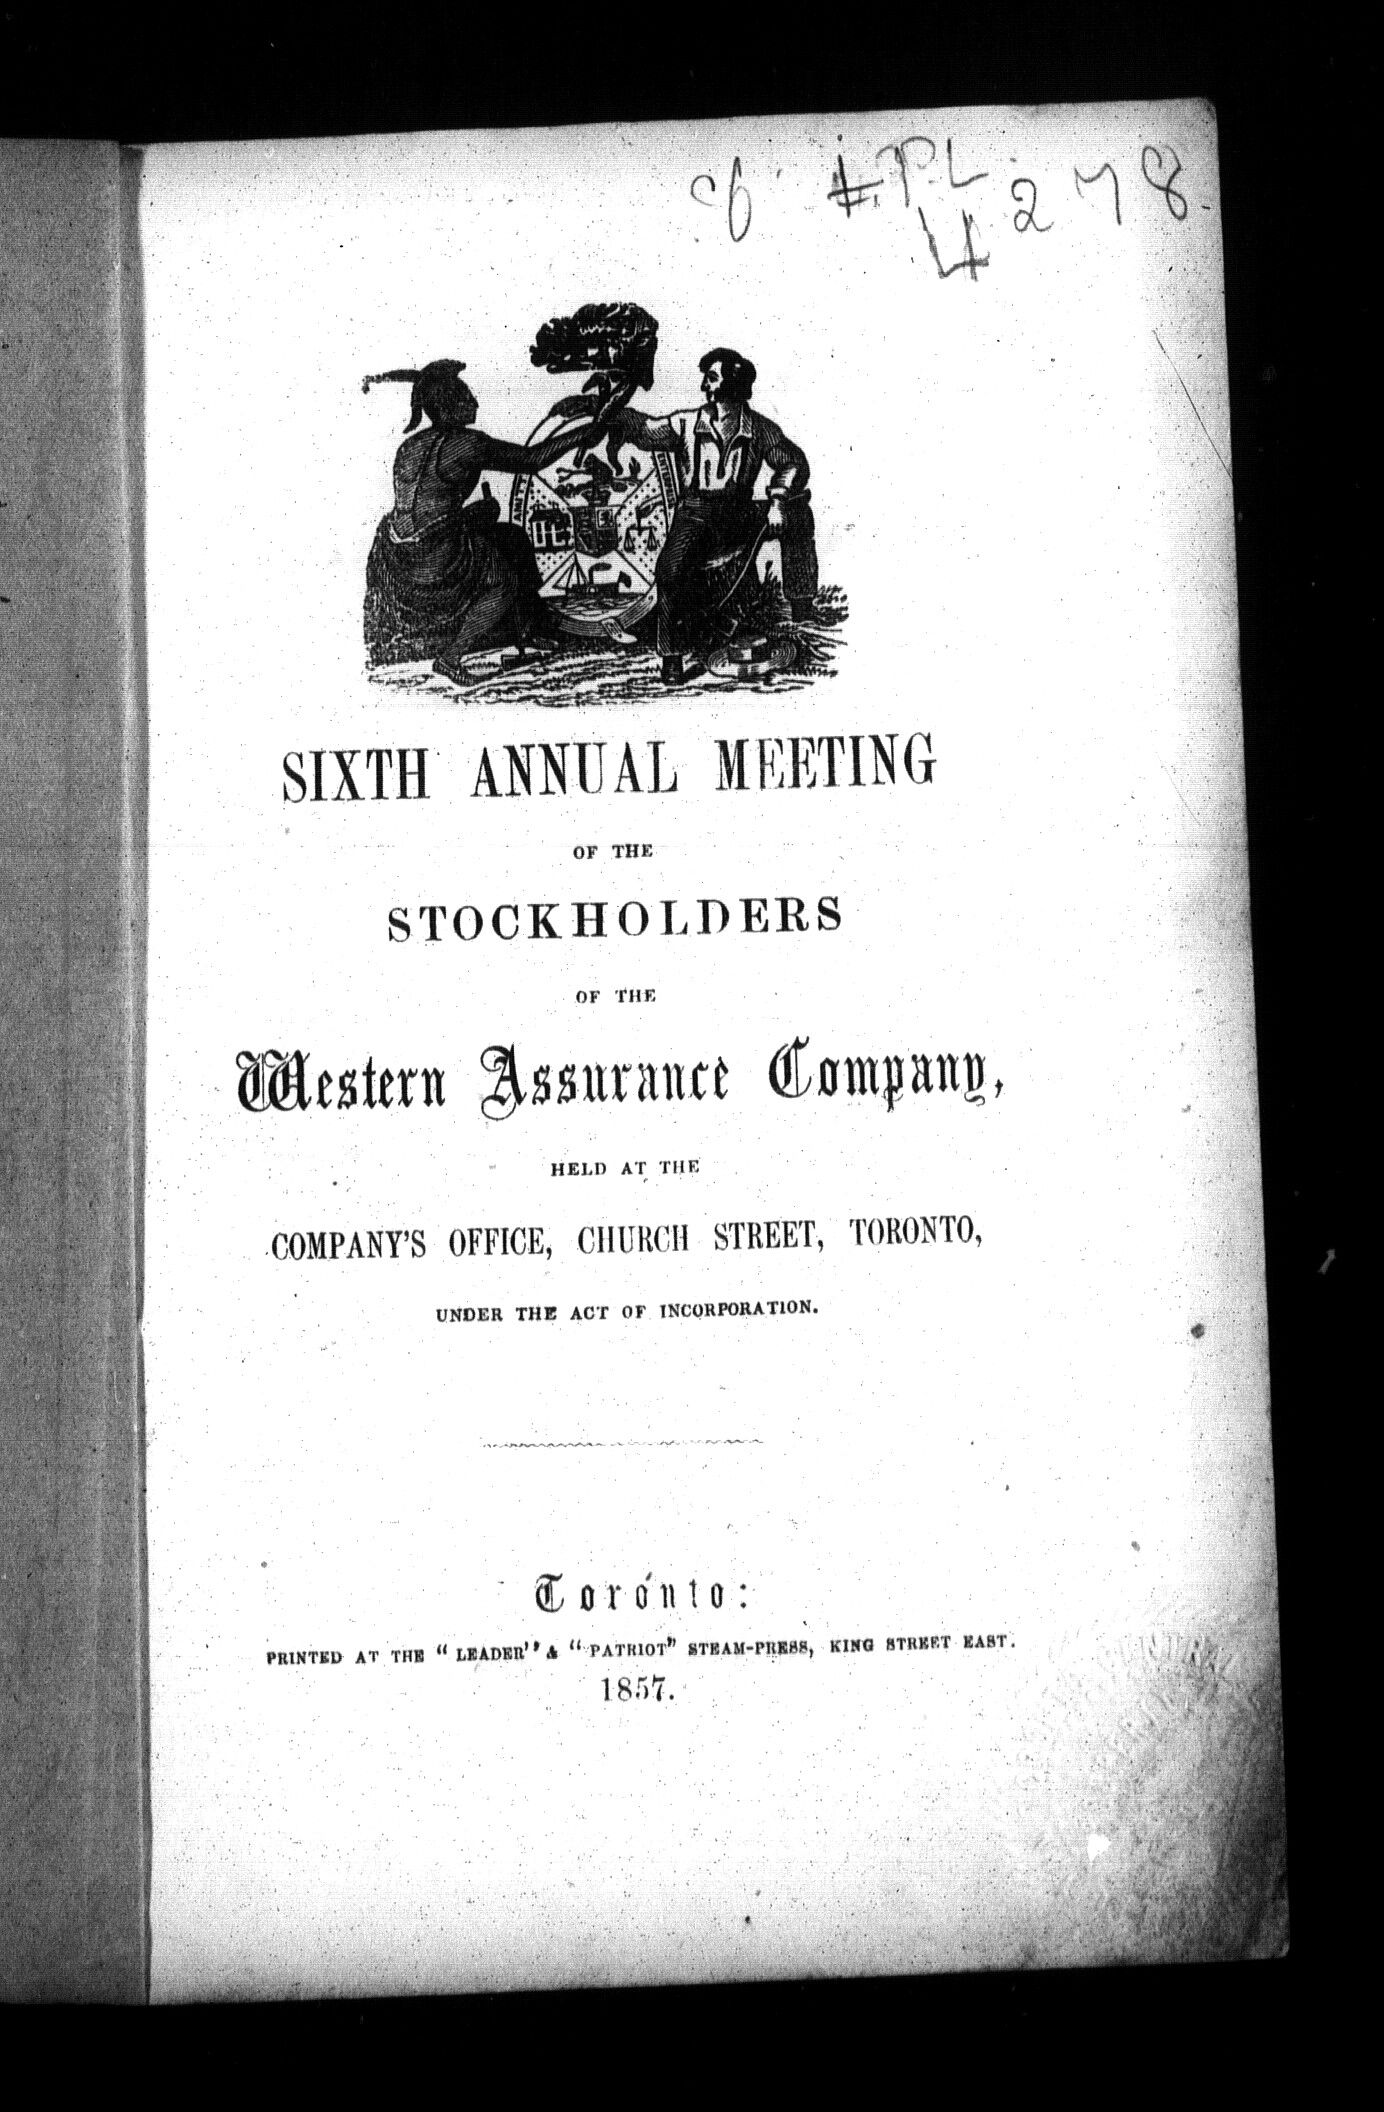 T.P.L.
4278
SIXTH ANNUAL MEETING
OF THE
STOCKHOLDERS
OF THE
Western Assurance Company,
HELD AT THE
COMPANY'S OFFICE, CHURCH STREET, TORONTO,
UNDER THE ACT OF INCORPORATION.
Toronto:
PRINTED AT THE "LEADER" & "PATRIOT" STEAM-PRESS, KING STREET EAST.
1857.